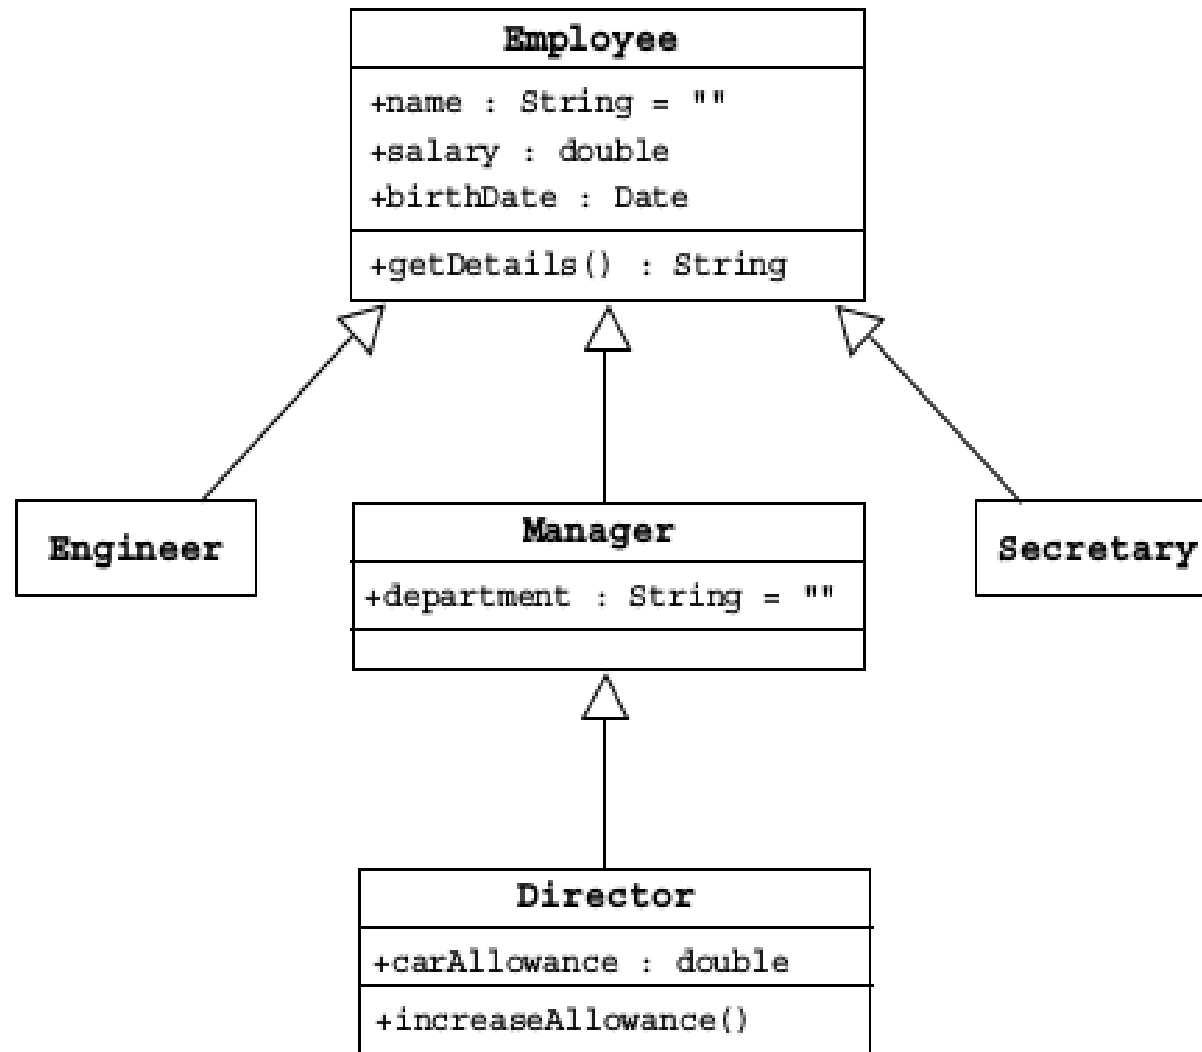 Employee
+name : String = ""
+salary : double
+birthDate : Date
+getDetails() : String
Engineer
Manager
Secretary
+department : String = ""
Director
+carAllowance : double
+increaseAllowance()